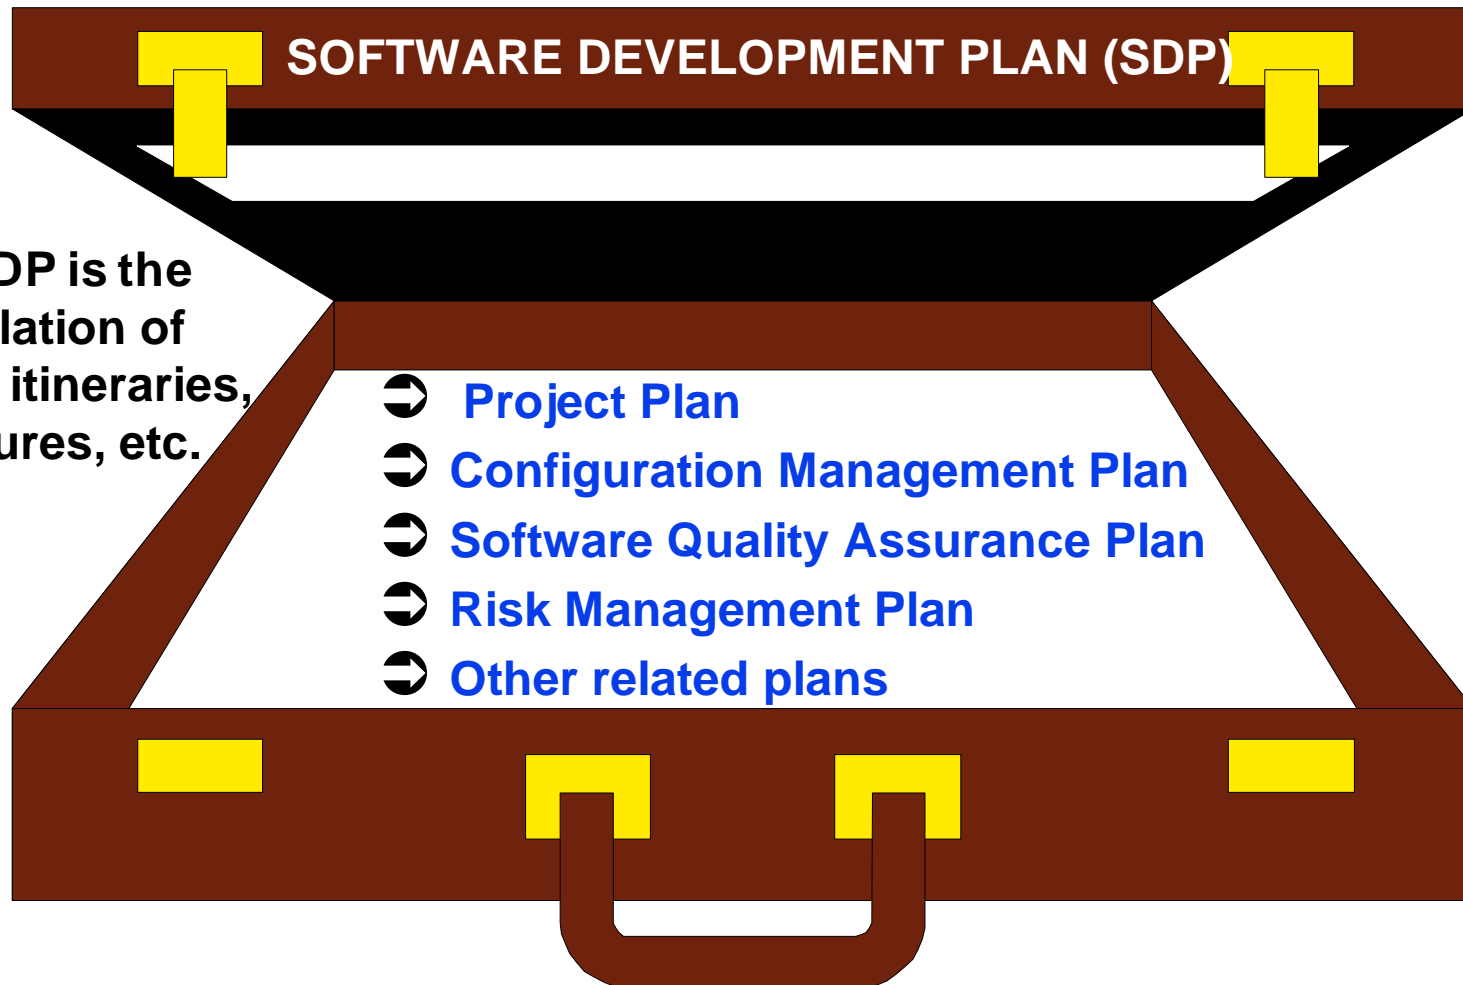 SOFTWARE DEVELOPMENT PLAN (SDP)
DP is the
lation of
itineraries,
ures, etc.
➲ Project Plan
➲ Configuration Management Plan
➲ Software Quality Assurance Plan
➲ Risk Management Plan
➲ Other related plans